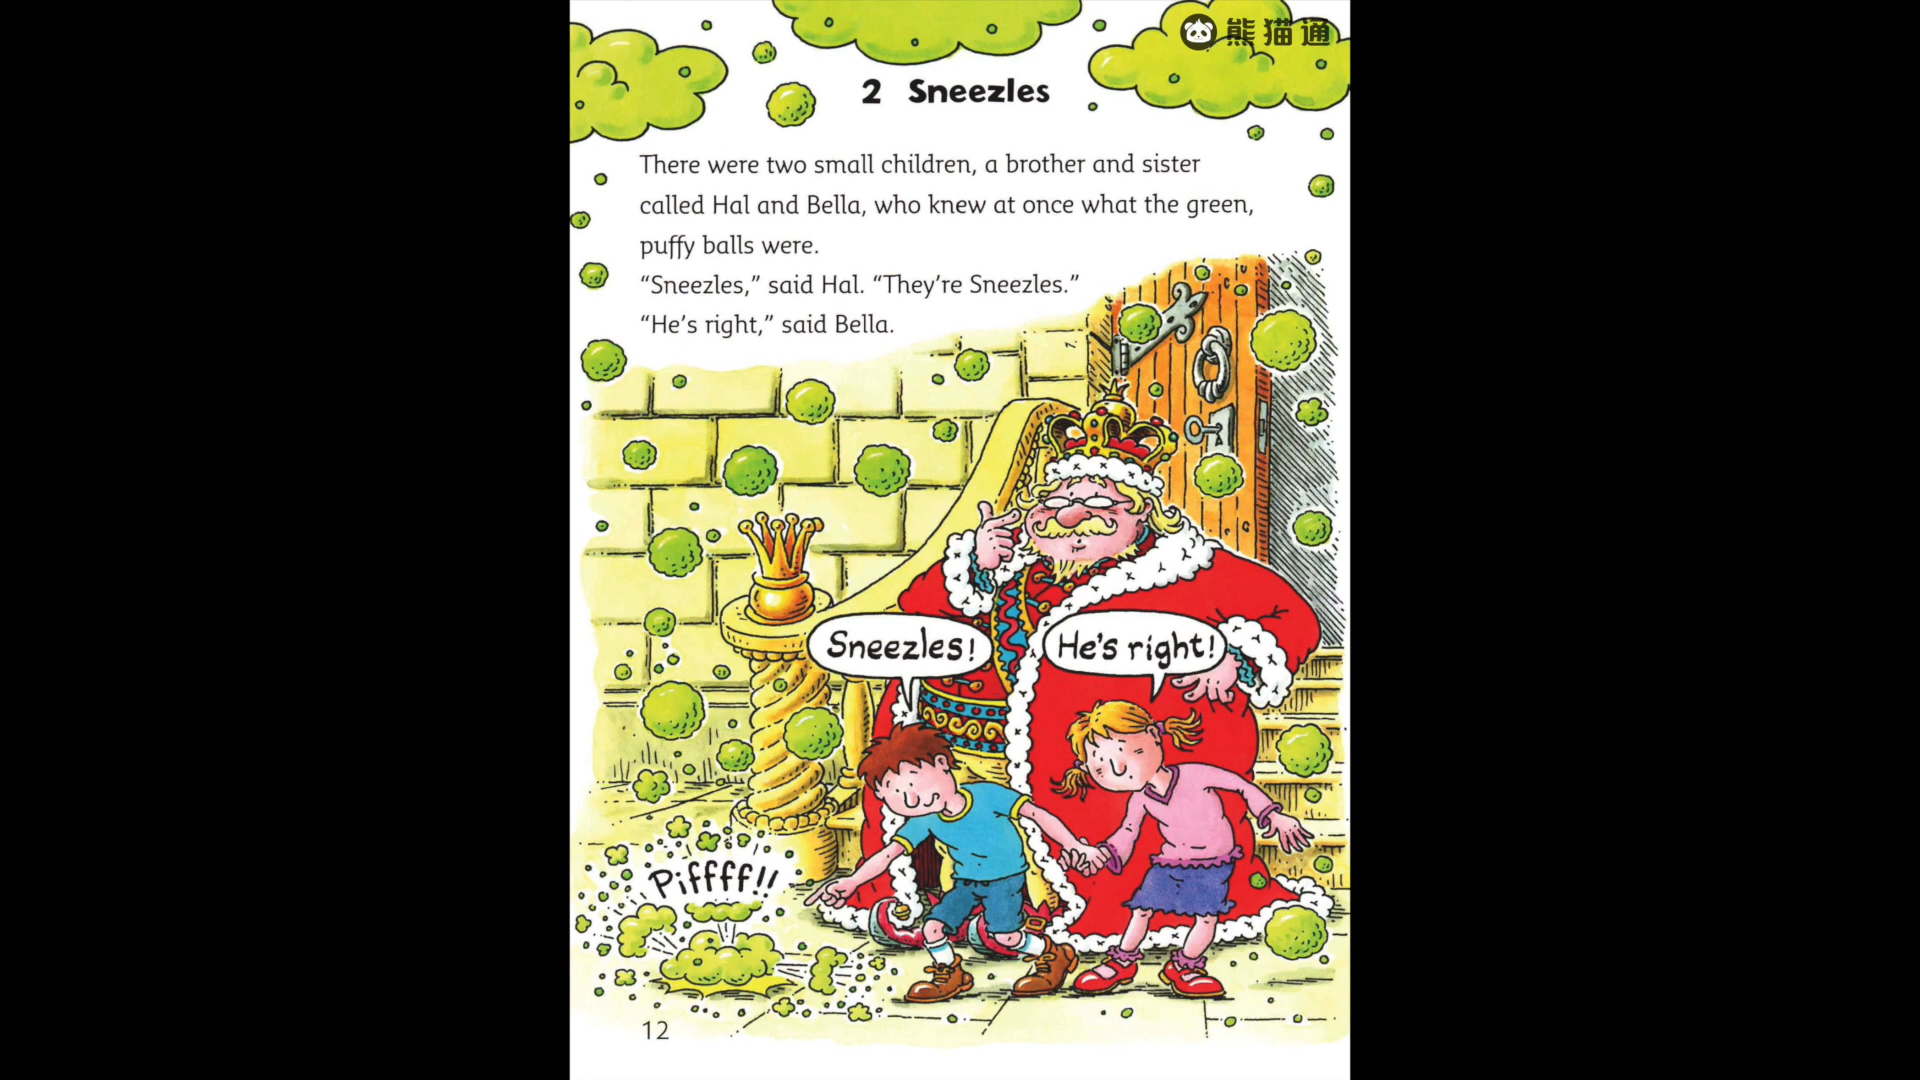 熊猫通
2 Sneezles
There were two small children, a brother and sister
called Hal and Bella, who knew at once what the green,
puffy balls were.
“Sneezles,” said Hal. “They’re Sneezles.”
“He’s right,” said Bella.
Sneezles!
He's right!
Piffff!!
12